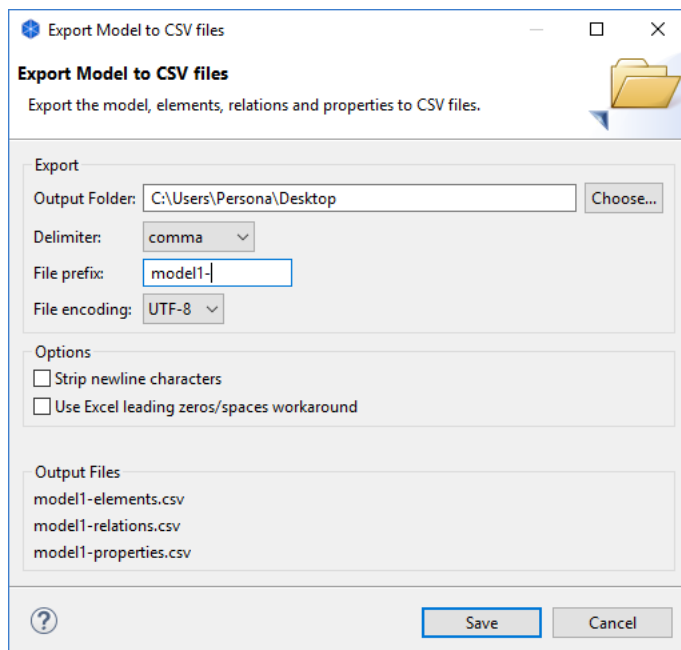 Export Model to CSV files
Export Model to CSV files
Export the model, elements, relations and properties to CSV files.
Export
Output Folder: C:\Users\Persona\Desktop Choose...
Delimiter: comma
File prefix: model1-
File encoding: UTF-8
Options
Strip newline characters
Use Excel leading zeros/spaces workaround
Output Files
model1-elements.csv
model1-relations.csv
model1-properties.csv
? Save Cancel